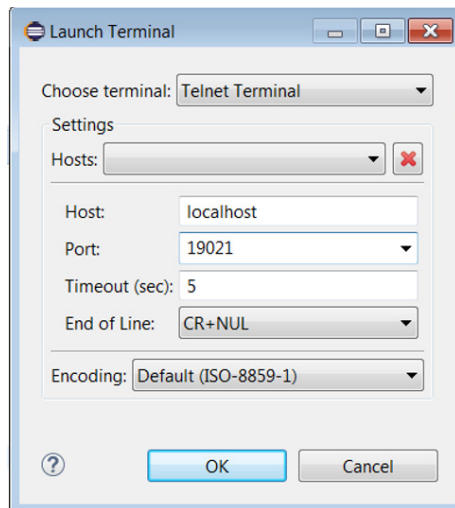 Launch Terminal
Choose terminal: Telnet Terminal
Settings
Hosts:
Host: localhost
Port: 19021
Timeout (sec): 5
End of Line: CR+NUL
Encoding: Default (ISO-8859-1)
? OK Cancel